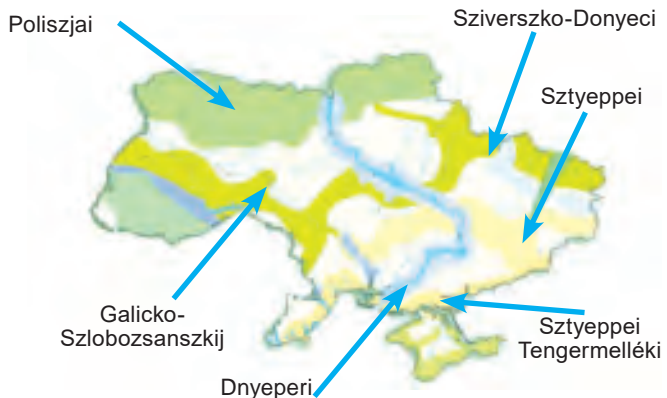 Poliszjai
Sziverszko-Donyeci
Sztyeppei
Galicko-
Szlobozsanszkij
Sztyeppei
Tengermelléki
Dnyeperi